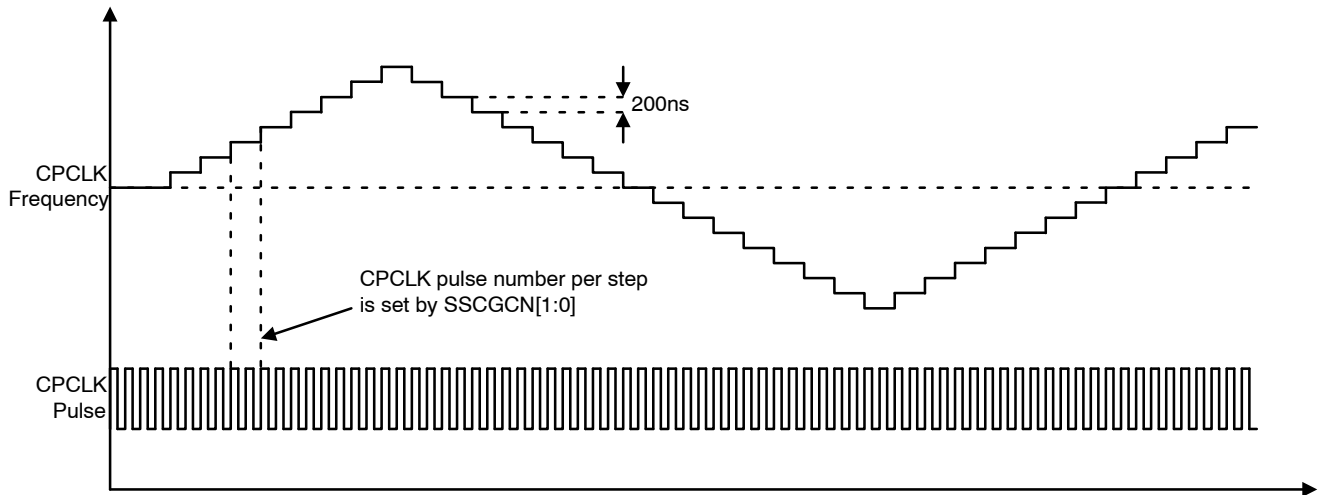 200ns
CPCLK
Frequency
CPCLK pulse number per step
is set by SSCGCN[1:0]
CPCLK
Pulse